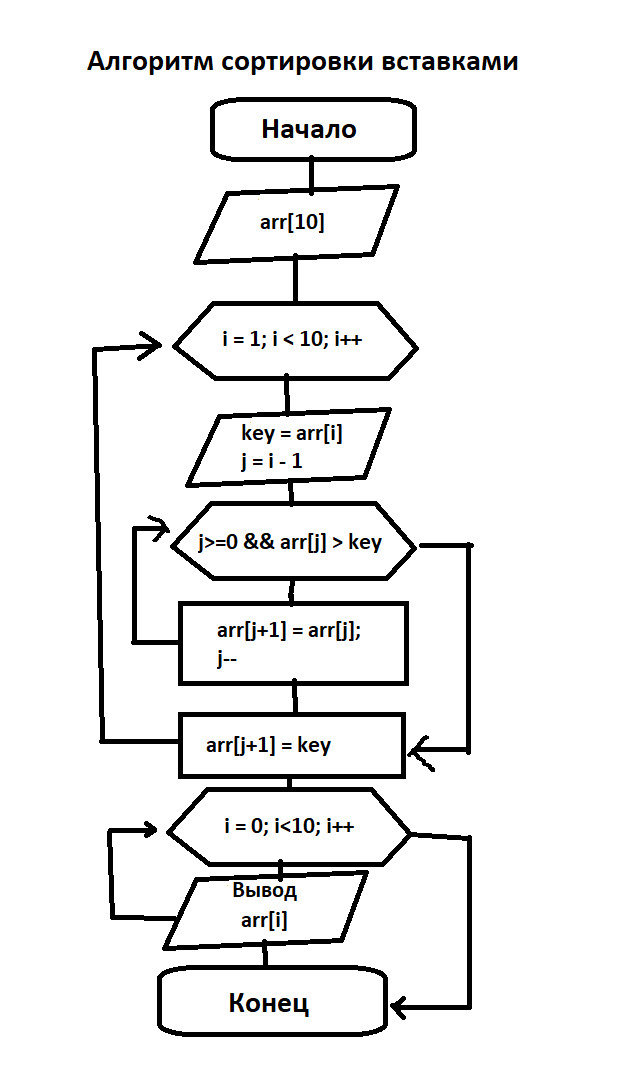 Алгоритм сортировки вставками
Начало
arr[10]
i = 1; i < 10; i++
key = arr[i]
j = i - 1
j>=0 && arr[j] > key
arr[j+1] = arr[j];
j--
arr[j+1] = key
i = 0; i<10; i++
Вывод
arr[i]
Конец